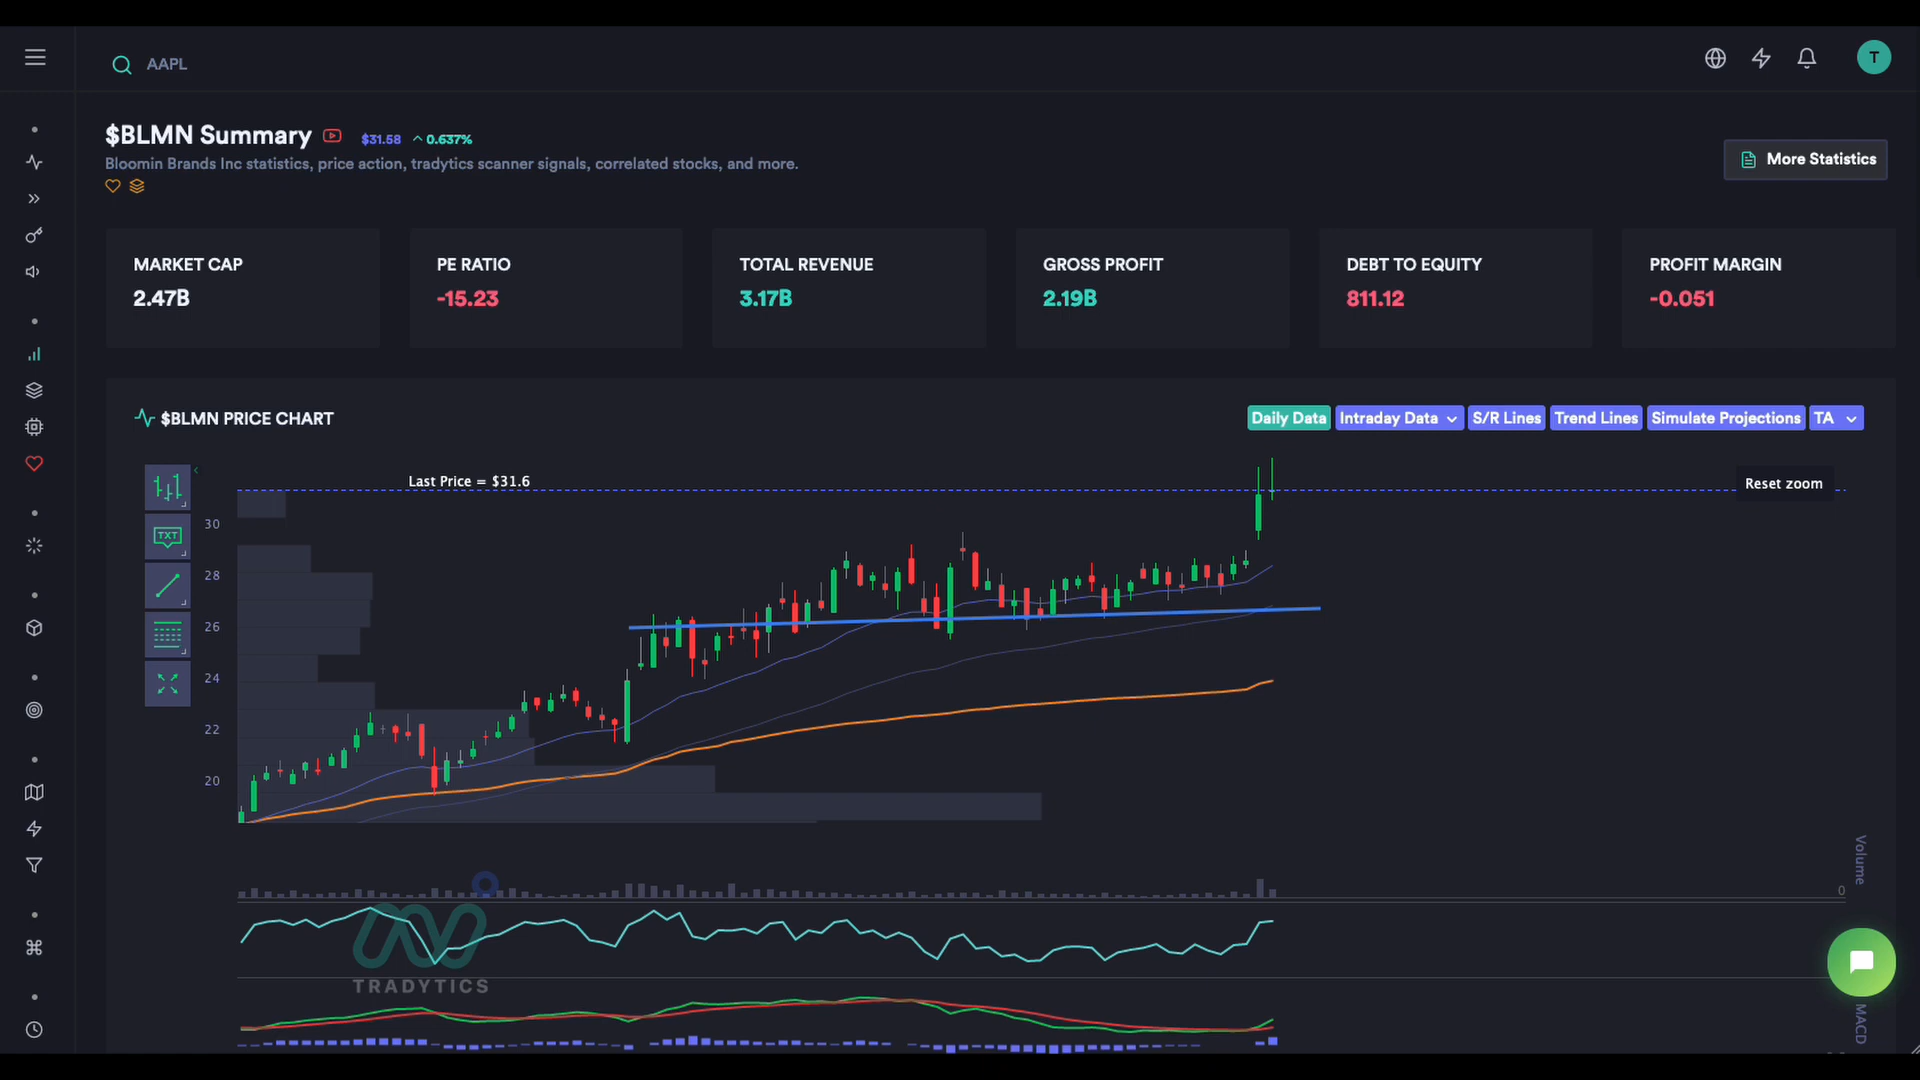 AAPL
T
$BLMN Summary $31.58 0.637%
Bloomin Brands Inc statistics, price action, tradytics scanner signals, correlated stocks, and more.
More Statistics
MARKET CAP
2.47B
PE RATIO
-15.23
TOTAL REVENUE
3.17B
GROSS PROFIT
2.19B
DEBT TO EQUITY
811.12
PROFIT MARGIN
-0.051
$BLMN PRICE CHART
Daily Data Intraday Data S/R Lines Trend Lines Simulate Projections TA
Last Price = $31.6
Reset zoom
TXT
30
28
26
24
22
20
Volume
0
TRADYTICS
MACD